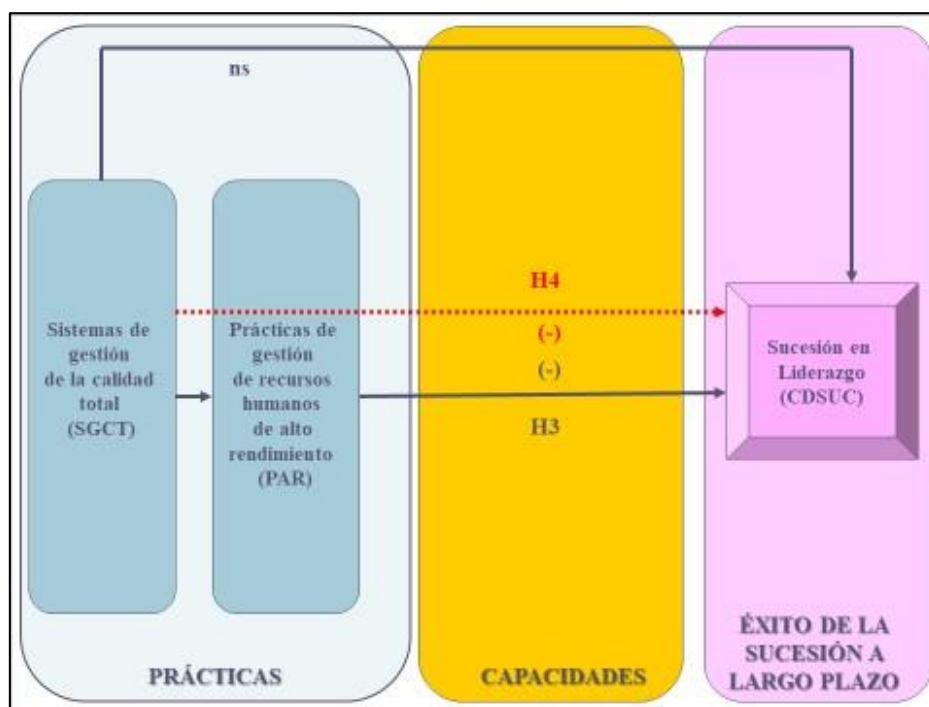 ns
Sistemas de
gestión
de la calidad
total
(SGCT)
Prácticas de
gestión
de recursos
humanos
de alto
rendimiento
(PAR)
H4
(-)
(-)
H3
Sucesión en
Liderazgo
(CDSUC)
PRÁCTICAS
CAPACIDADES
ÉXITO DE LA
SUCESIÓN A
LARGO PLAZO